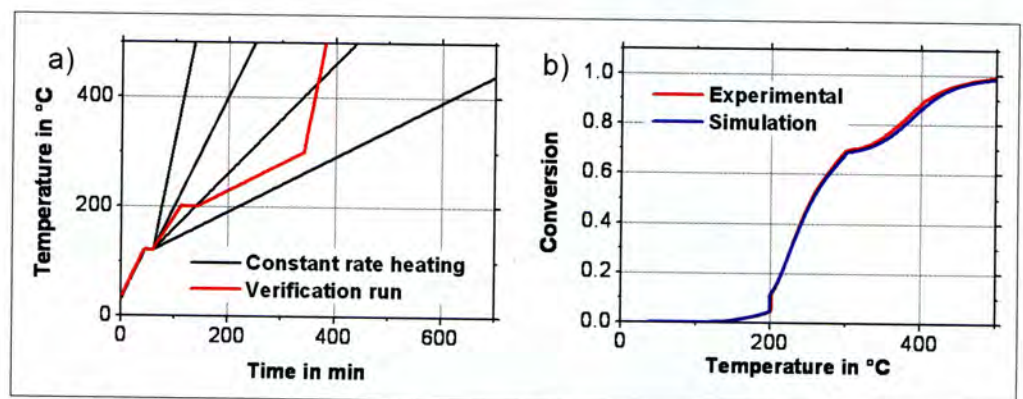 a)
Temperature in °C
400
200
0
Constant rate heating
Verification run
0
200
400
600
Time in min
b)
Conversion
1.0
0.8
0.6
0.4
0.2
0.0
Experimental
Simulation
0
200
400
Temperature in °C